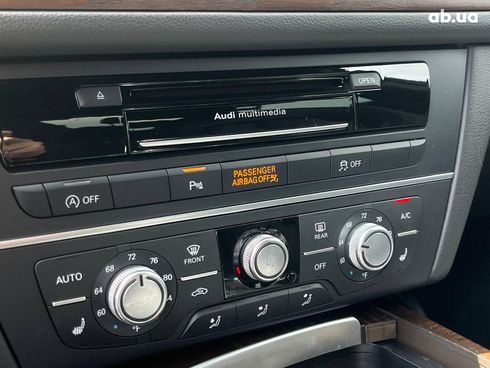 ab.ua
OPEN
Audi multimedia
A OFF
P
PASSENGER
AIRBAG OFF
OFF
AUTO
60 64 68 72 76 80
FRONT
REAR
OFF
60 64 68 72 76
°F
°F
A/C